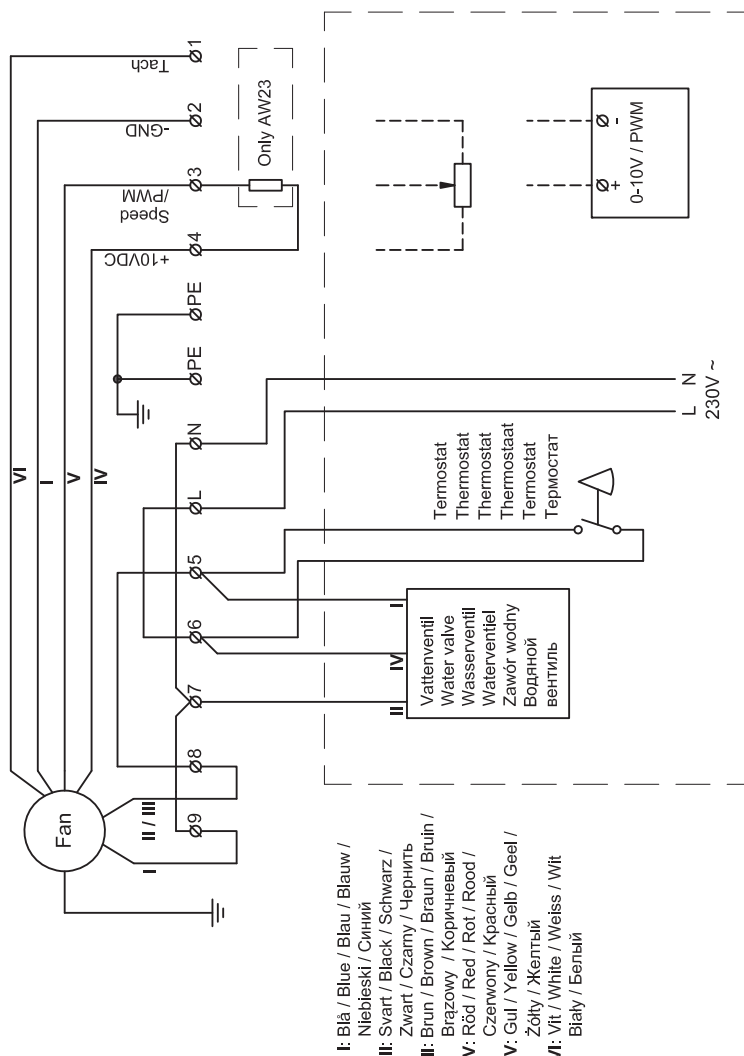 Fan
VI
I
V
IV
I
II / III
Tach
-GND
Speed
/PWM
+10VDC
9
8
7
6
5
L
N
PE
PE
4
3
2
1
Only AW23
II
IV
I
Vattenventil
Water valve
Wasserventil
Waterventiel
Zawór wodny
Водяной
вентиль
Termostat
Thermostat
Thermostat
Thermostaat
Termostat
Термостат
L
N
230V ~
+
-
0-10V / PWM
I: Blå / Blue / Blau / Blauw /
Niebieski / Синий
II: Svart / Black / Schwarz /
Zwart / Czarny / Чернить
II: Brun / Brown / Braun / Bruin /
Brązowy / Коричневый
V: Röd / Red / Rot / Rood /
Czerwony / Красный
V: Gul / Yellow / Gelb / Geel /
Żółty / Желтый
VI: Vit / White / Weiss / Wit
Biały / Белый